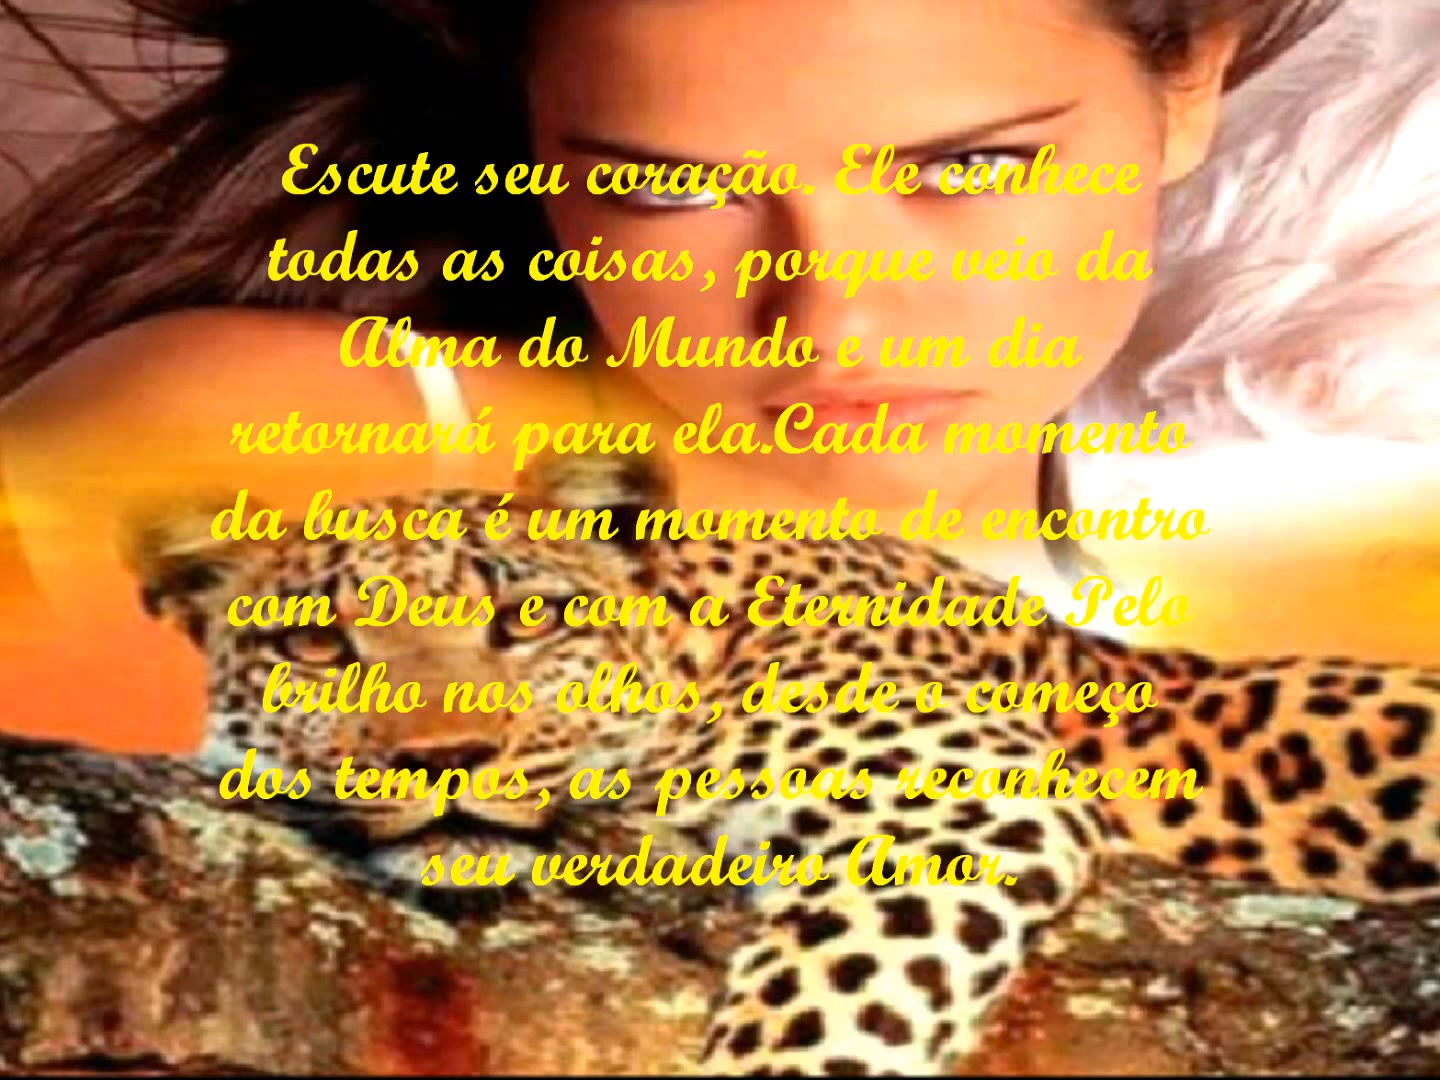 Escute seu coração. Ele conhece
todas as coisas, porque veio da
Alma do Mundo e um dia
retornará para ela.Cada momento
da busca é um momento de encontro
com Deus e com a Eternidade Pelo
brilho nos olhos, desde o começo
dos tempos, as pessoas reconhecem
seu verdadeiro Amor.